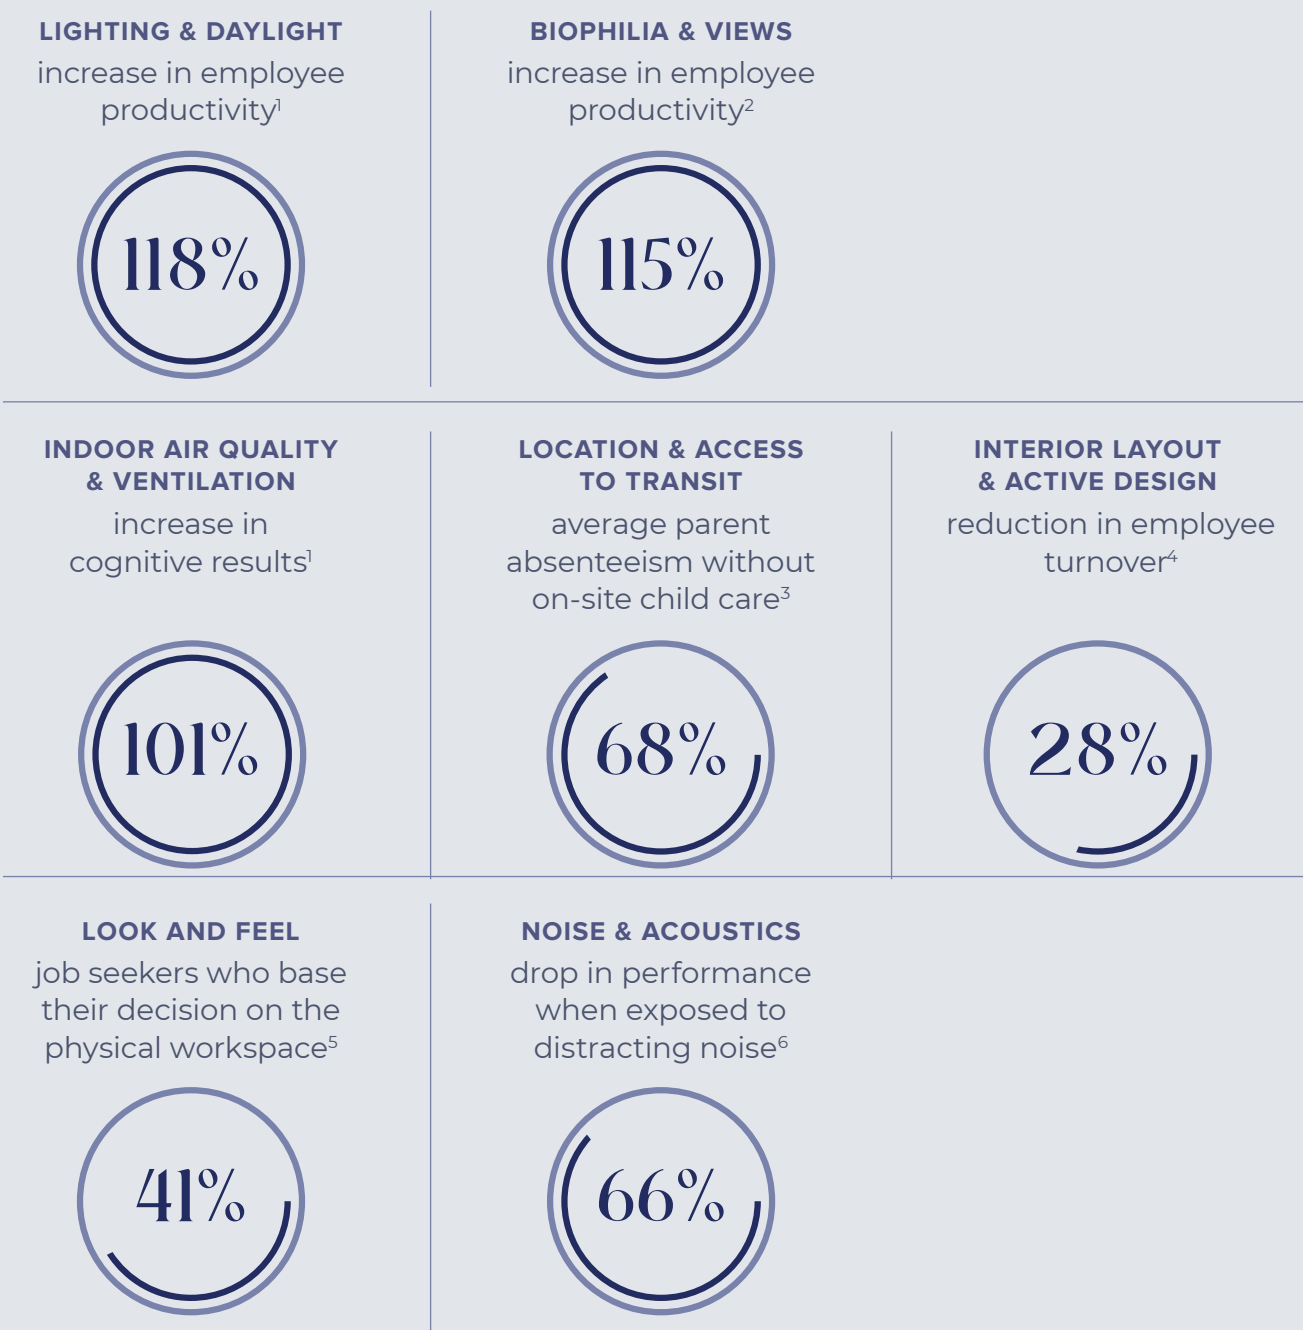 LIGHTING & DAYLIGHT
increase in employee
productivity¹
118%
BIOPHILIA & VIEWS
increase in employee
productivity²
115%
INDOOR AIR QUALITY
& VENTILATION
increase in
cognitive results¹
101%
LOCATION & ACCESS
TO TRANSIT
average parent
absenteeism without
on-site child care³
68%
INTERIOR LAYOUT
& ACTIVE DESIGN
reduction in employee
turnover⁴
28%
LOOK AND FEEL
job seekers who base
their decision on the
physical workspace⁵
41%
NOISE & ACOUSTICS
drop in performance
when exposed to
distracting noise⁶
66%